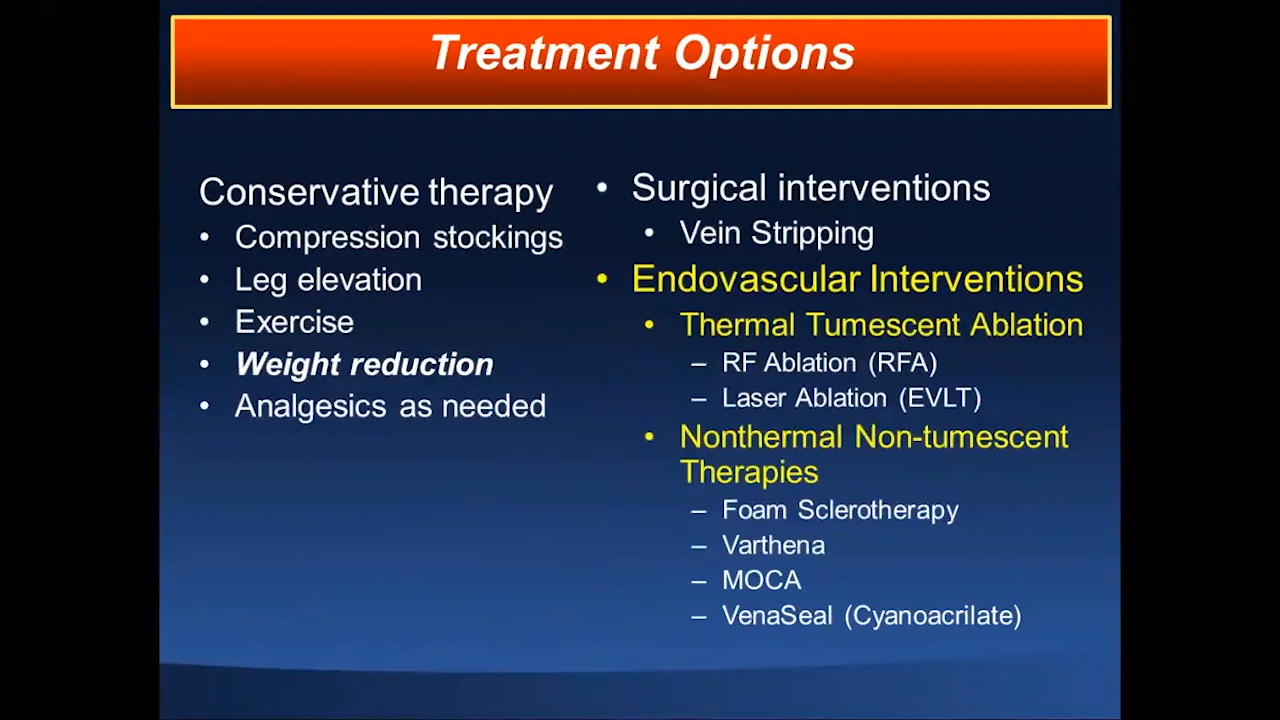 Treatment Options
Conservative therapy
• Compression stockings
• Leg elevation
• Exercise
• Weight reduction
• Analgesics as needed
• Surgical interventions
• Vein Stripping
• Endovascular Interventions
• Thermal Tumescent Ablation
– RF Ablation (RFA)
– Laser Ablation (EVLT)
• Nonthermal Non-tumescent
Therapies
– Foam Sclerotherapy
– Varthena
– MOCA
– VenaSeal (Cyanoacrilate)